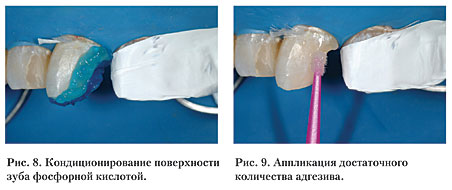 Рис. 8. Кондиционирование поверхности
зуба фосфорной кислотой.
Рис. 9. Аппликация достаточного
количества адгезива.